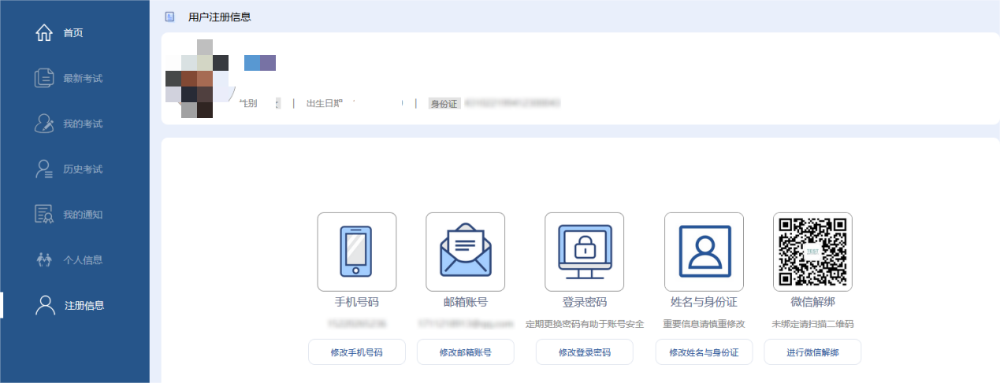 首页
最新考试
我的考试
历史考试
我的通知
个人信息
注册信息
用户注册信息
性别 | 出生日期 | 身份证
手机号码 邮箱账号 登录密码 姓名与身份证 微信解绑
定期更换密码有助于账号安全 重要信息请慎重修改 未绑定请扫描二维码
修改手机号码 修改邮箱账号 修改登录密码 修改姓名与身份证 进行微信解绑